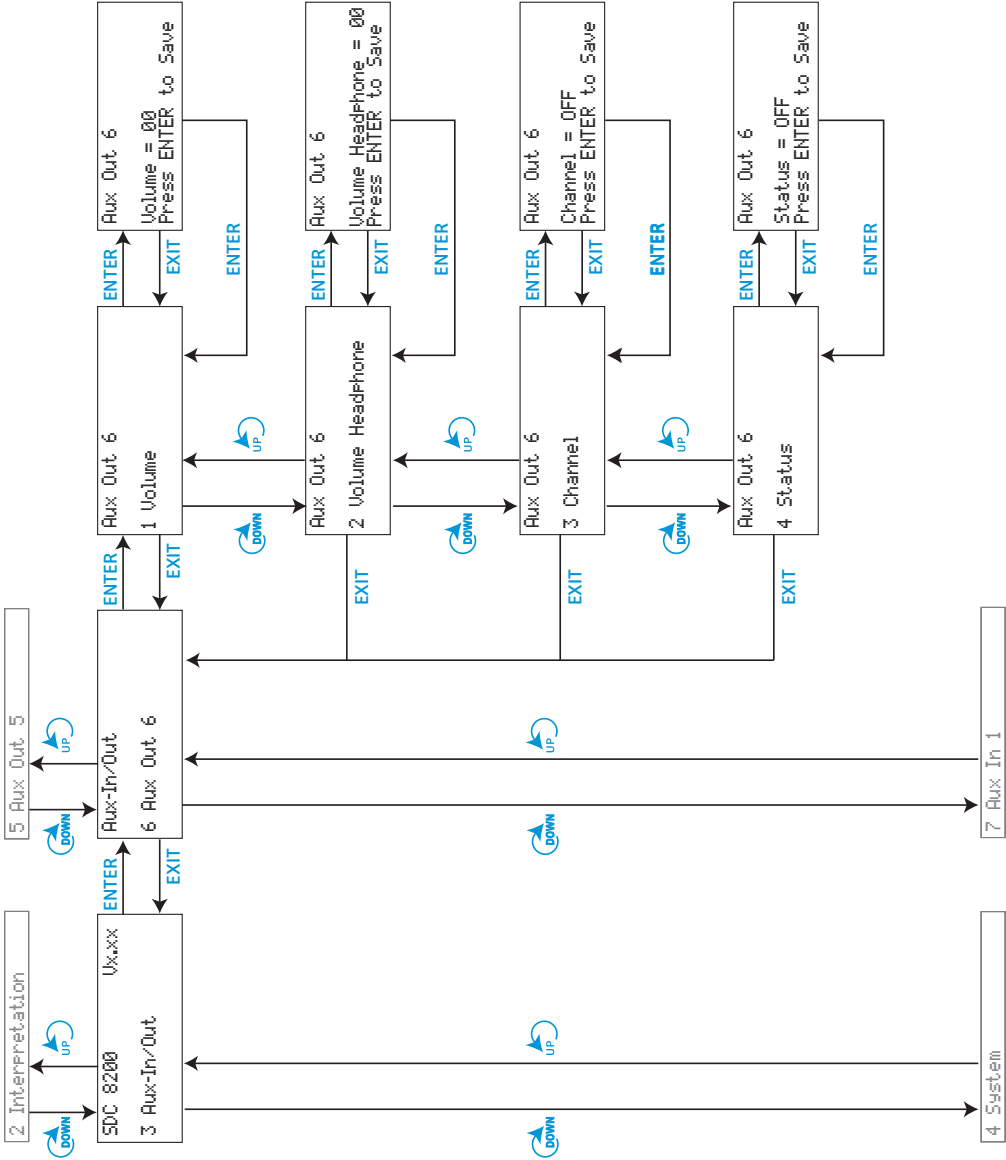 2 Interpretation
5 Aux Out 5
DOWN
UP
DOWN
UP
SDC 8200 Vx.xx
3 Aux-In/Out
ENTER
EXIT
Aux-In/Out
6 Aux Out 6
ENTER
EXIT
Aux Out 6
1 Volume
ENTER
EXIT
Aux Out 6
Volume = 00
Press ENTER to Save
ENTER
DOWN
UP
Aux Out 6
2 Volume Headphone
ENTER
EXIT
Aux Out 6
Volume Headphone = 00
Press ENTER to Save
EXIT
ENTER
DOWN
UP
Aux Out 6
3 Channel
ENTER
EXIT
Aux Out 6
Channel = OFF
Press ENTER to Save
DOWN
UP
DOWN
UP
EXIT
ENTER
DOWN
UP
Aux Out 6
4 Status
ENTER
EXIT
Aux Out 6
Status = OFF
Press ENTER to Save
EXIT
ENTER
4 System
7 Aux In 1